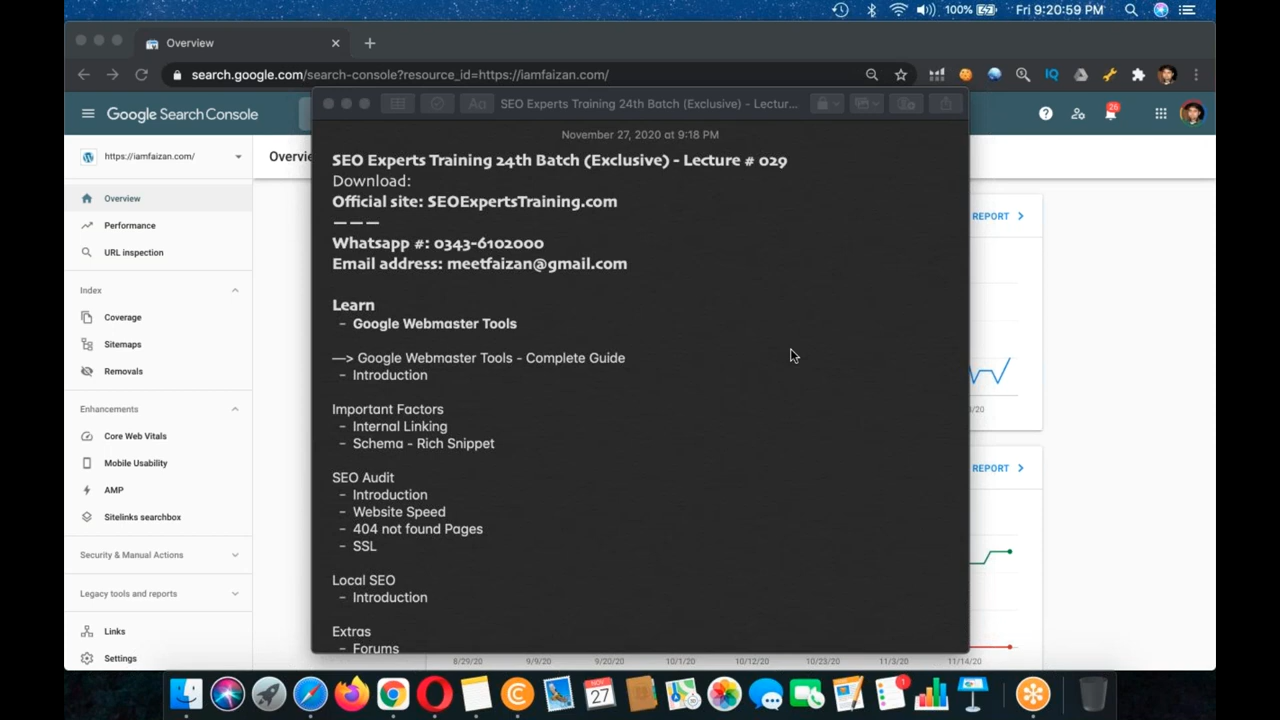 100%
Fri 9:20:59 PM
Overview
search.google.com/search-console?resource_id=https://iamfaizan.com/
IQ
Google Search Console
26
https://iamfaizan.com/
Overview
Performance
URL inspection
Index
Coverage
Sitemaps
Removals
Enhancements
Core Web Vitals
Mobile Usability
AMP
Sitelinks searchbox
Security & Manual Actions
Legacy tools and reports
Links
Settings
Aa
SEO Experts Training 24th Batch (Exclusive) - Lectur...
November 27, 2020 at 9:18 PM
SEO Experts Training 24th Batch (Exclusive) - Lecture # 029
Download:
Official site: SEOExpertsTraining.com
———
Whatsapp #: 0343-6102000
Email address: meetfaizan@gmail.com
Learn
- Google Webmaster Tools
—> Google Webmaster Tools - Complete Guide
- Introduction
Important Factors
- Internal Linking
- Schema - Rich Snippet
SEO Audit
- Introduction
- Website Speed
- 404 not found Pages
- SSL
Local SEO
- Introduction
Extras
- Forums
REPORT
/20
REPORT
8/29/20 9/9/20 9/20/20 10/1/20 10/12/20 10/23/20 11/3/20 11/14/20
NOV
27
1